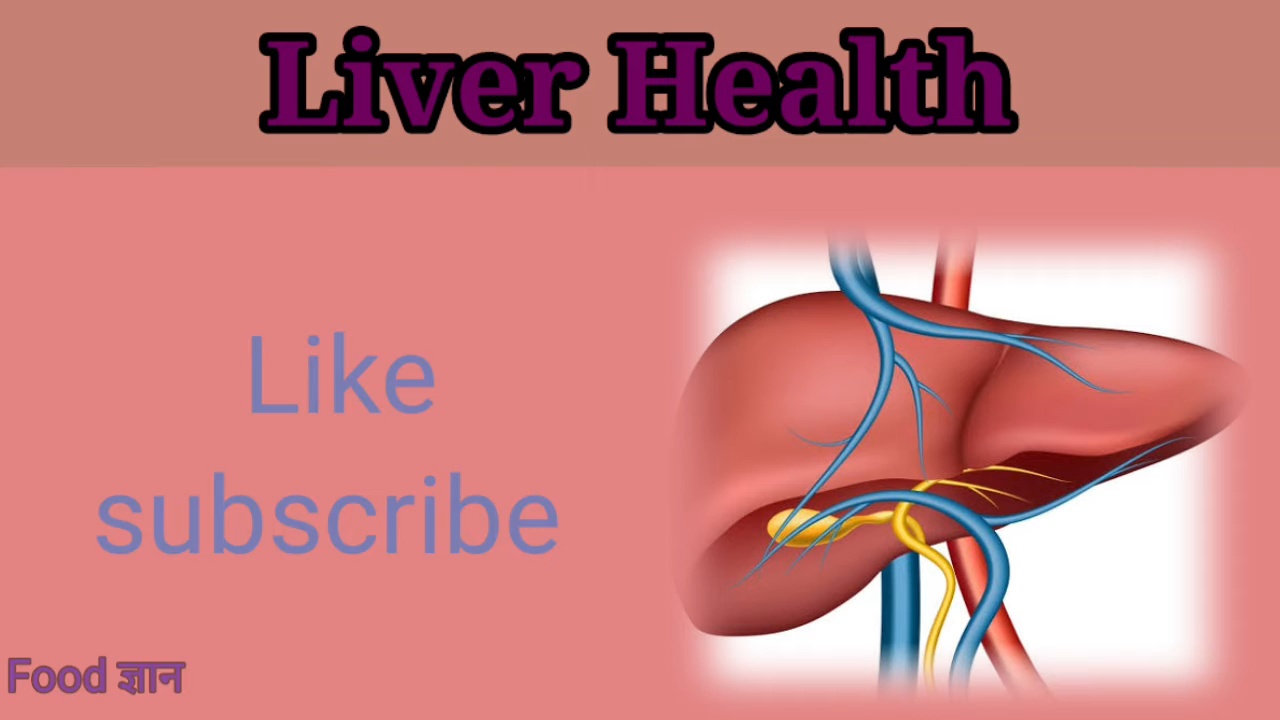 Liver Health
Like
subscribe
Food ज्ञान